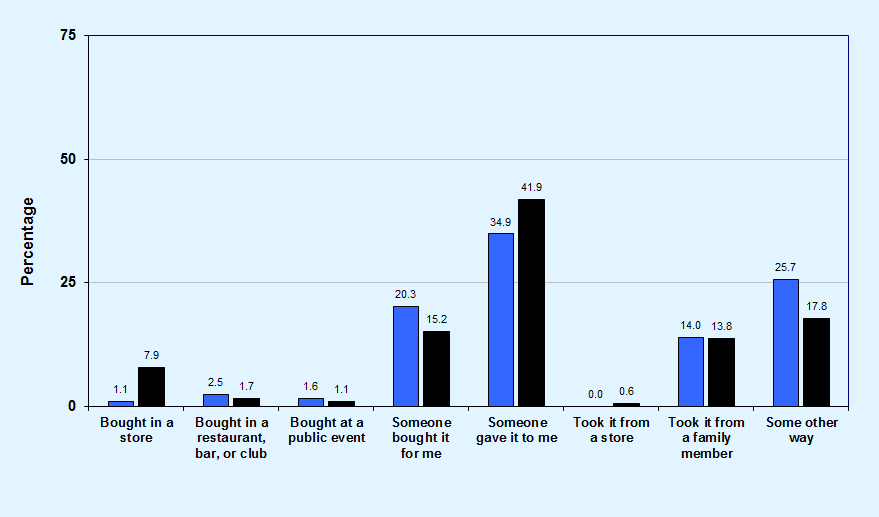 75
50
25
0
Percentage
1.1
7.9
2.5
1.7
1.6
1.1
20.3
15.2
34.9
41.9
0.0
0.6
14.0
13.8
25.7
17.8
Bought in a
store
Bought in a
restaurant,
bar, or club
Bought at a
public event
Someone
bought it
for me
Someone
gave it to me
Took it from
a store
Took it from
a family
member
Some other
way